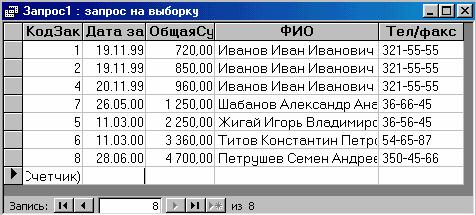 Запрос1 : запрос на выборку
КодЗак Дата за ОбщаяСу ФИО Тел/факс
1 19.11.99 720,00 Иванов Иван Иванович 321-55-55
2 19.11.99 850,00 Иванов Иван Иванович 321-55-55
4 20.11.99 960,00 Иванов Иван Иванович 321-55-55
7 26.05.00 1 250,00 Шабанов Александр Ана 36-66-45
5 11.03.00 2 250,00 Жигай Игорь Владимиро 36-56-45
6 11.03.00 3 360,00 Титов Константин Петро 54-65-87
8 28.06.00 4 700,00 Петрушев Семен Андрее 350-45-66
Счетчик)
Запись: 8 из 8